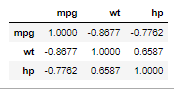 mpg wt hp
mpg 1.0000 -0.8677 -0.7762
wt -0.8677 1.0000 0.6587
hp -0.7762 0.6587 1.0000